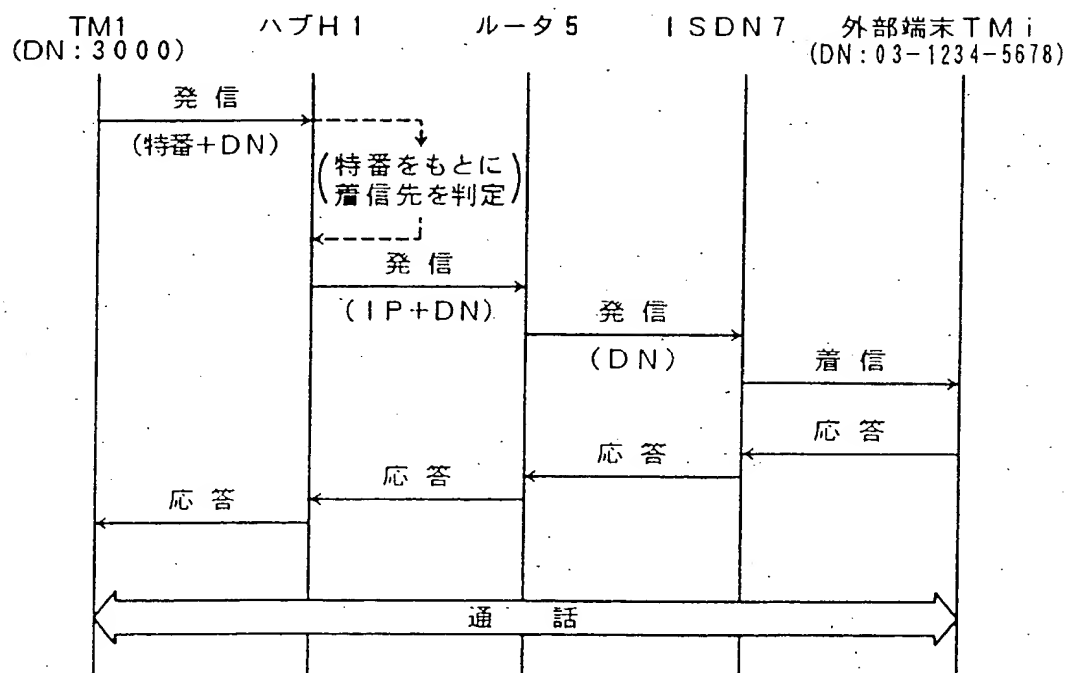 TM1 ハブH1 ルータ5 ISDN7 外部端末TMi
(DN:3000) (DN:03-1234-5678)
発信
(特番+DN)
(特番をもとに
着信先を判定)
発信
(IP+DN)
発信
(DN)
着信
応答
応答
応答
応答
通話